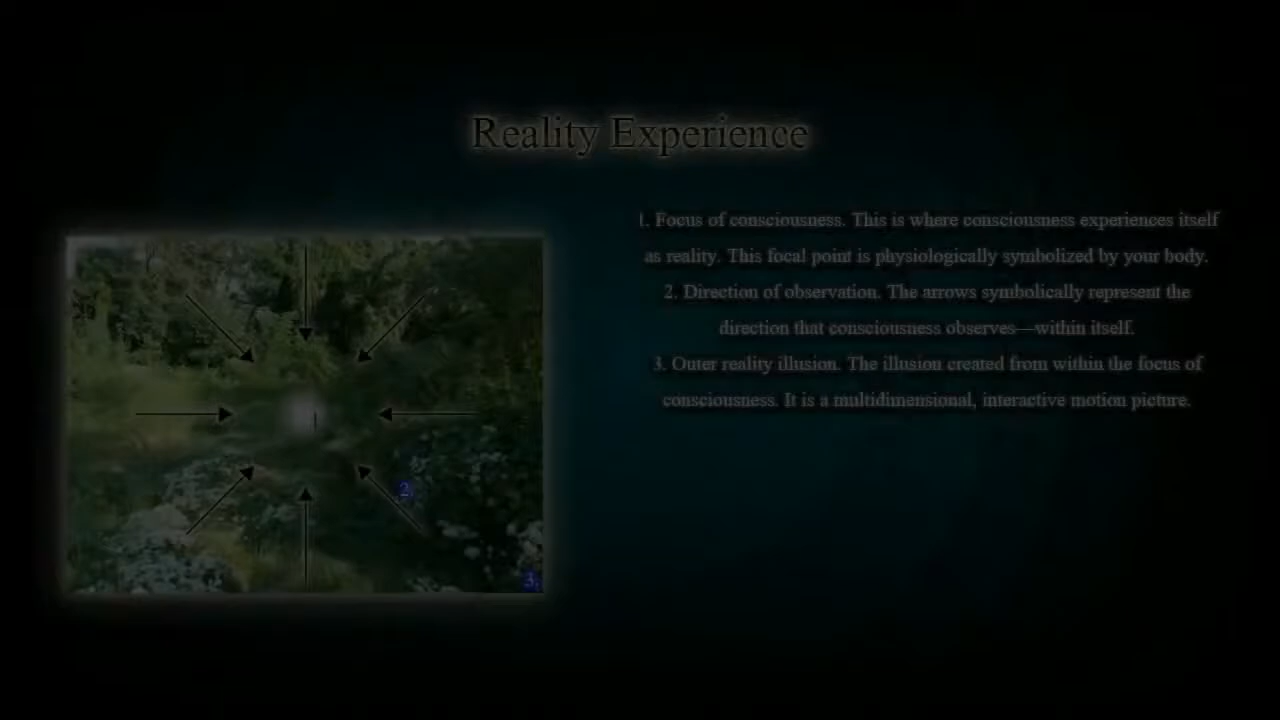 Reality Experience
1. Focus of consciousness. This is where consciousness experiences itself
as reality. This focal point is physiologically symbolized by your body.
2. Direction of observation. The arrows symbolically represent the
direction that consciousness observes—within itself.
3. Outer reality illusion. The illusion created from within the focus of
consciousness. It is a multidimensional, interactive motion picture.
2.
3.